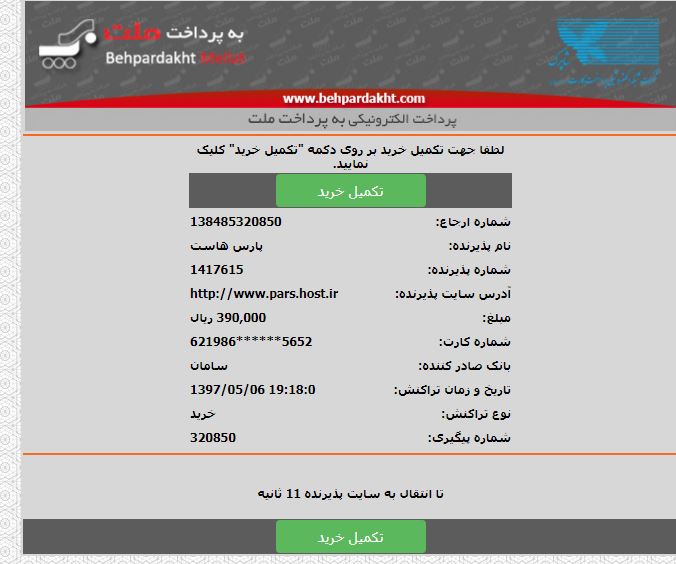 به پرداخت ملت
Behpardakht Mellat
شاپرک
www.behpardakht.com
پرداخت الکترونیکی به پرداخت ملت
لطفا جهت تکمیل خرید بر روی دکمه "تکمیل خرید" کلیک
نمایید.
تکمیل خرید
شماره ارجاع: 138485320850
نام پذیرنده: پارس هاست
شماره پذیرنده: 1417615
آدرس سایت پذیرنده: http://www.pars.host.ir
مبلغ: 390,000 ریال
شماره کارت: 621986******5652
بانک صادر کننده: سامان
تاریخ و زمان تراکنش: 1397/05/06 19:18:0
نوع تراکنش: خرید
شماره پیگیری: 320850
تا انتقال به سایت پذیرنده 11 ثانیه
تکمیل خرید